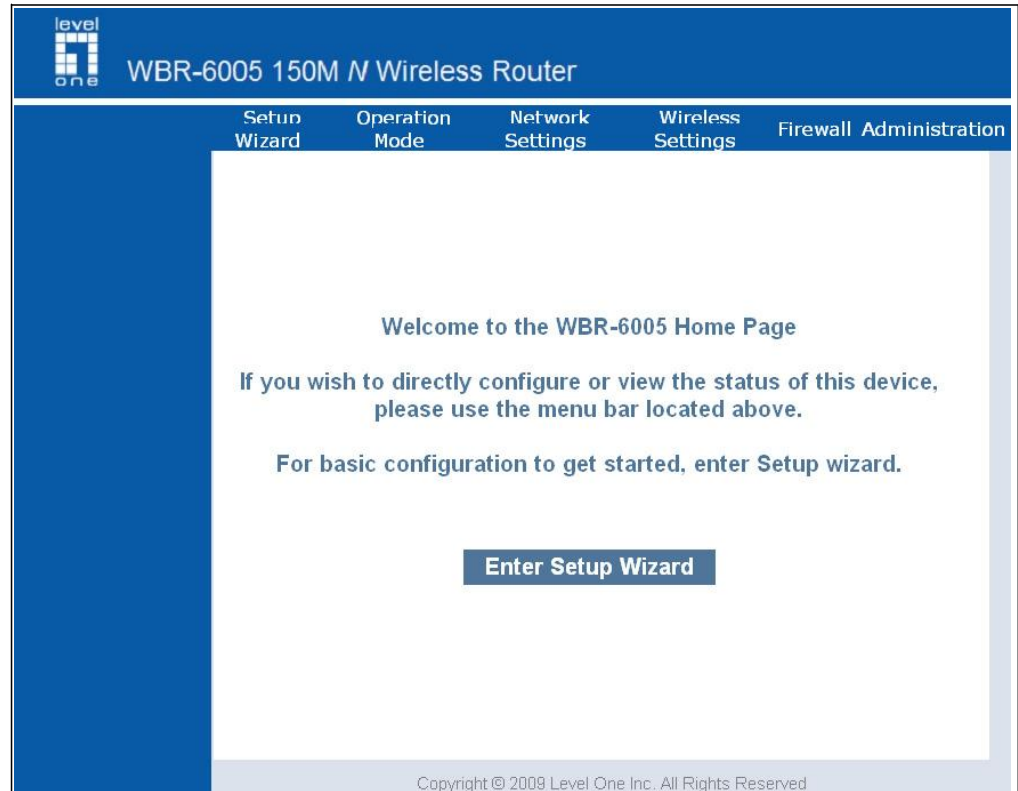 level
one
WBR-6005 150M N Wireless Router
Setup Wizard
Operation Mode
Network Settings
Wireless Settings
Firewall
Administration
Welcome to the WBR-6005 Home Page
If you wish to directly configure or view the status of this device,
please use the menu bar located above.
For basic configuration to get started, enter Setup wizard.
Enter Setup Wizard
Copyright © 2009 Level One Inc. All Rights Reserved